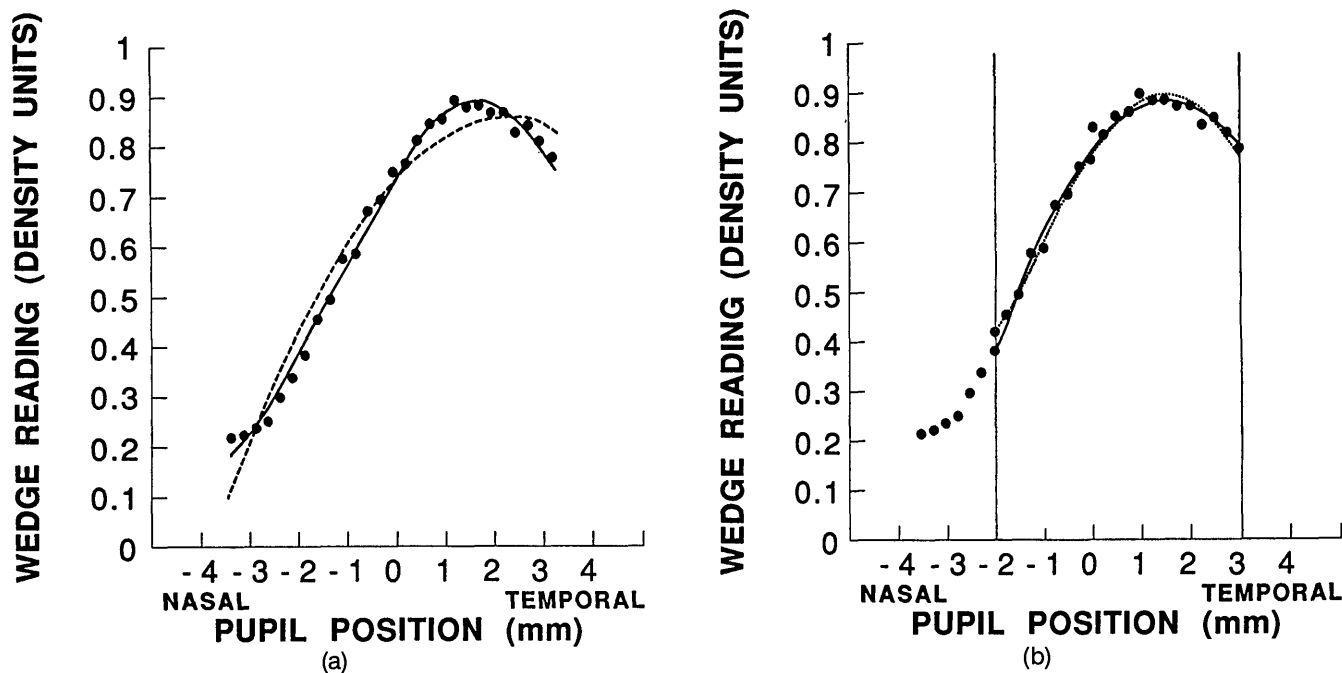 WEDGE READING (DENSITY UNITS)
1
0.9
0.8
0.7
0.6
0.5
0.4
0.3
0.2
0.1
0
-4 -3 -2 -1 0 1 2 3 4
NASAL TEMPORAL
PUPIL POSITION (mm)
(a)
WEDGE READING (DENSITY UNITS)
1
0.9
0.8
0.7
0.6
0.5
0.4
0.3
0.2
0.1
0
-4 -3 -2 -1 0 1 2 3 4
NASAL TEMPORAL
PUPIL POSITION (mm)
(b)